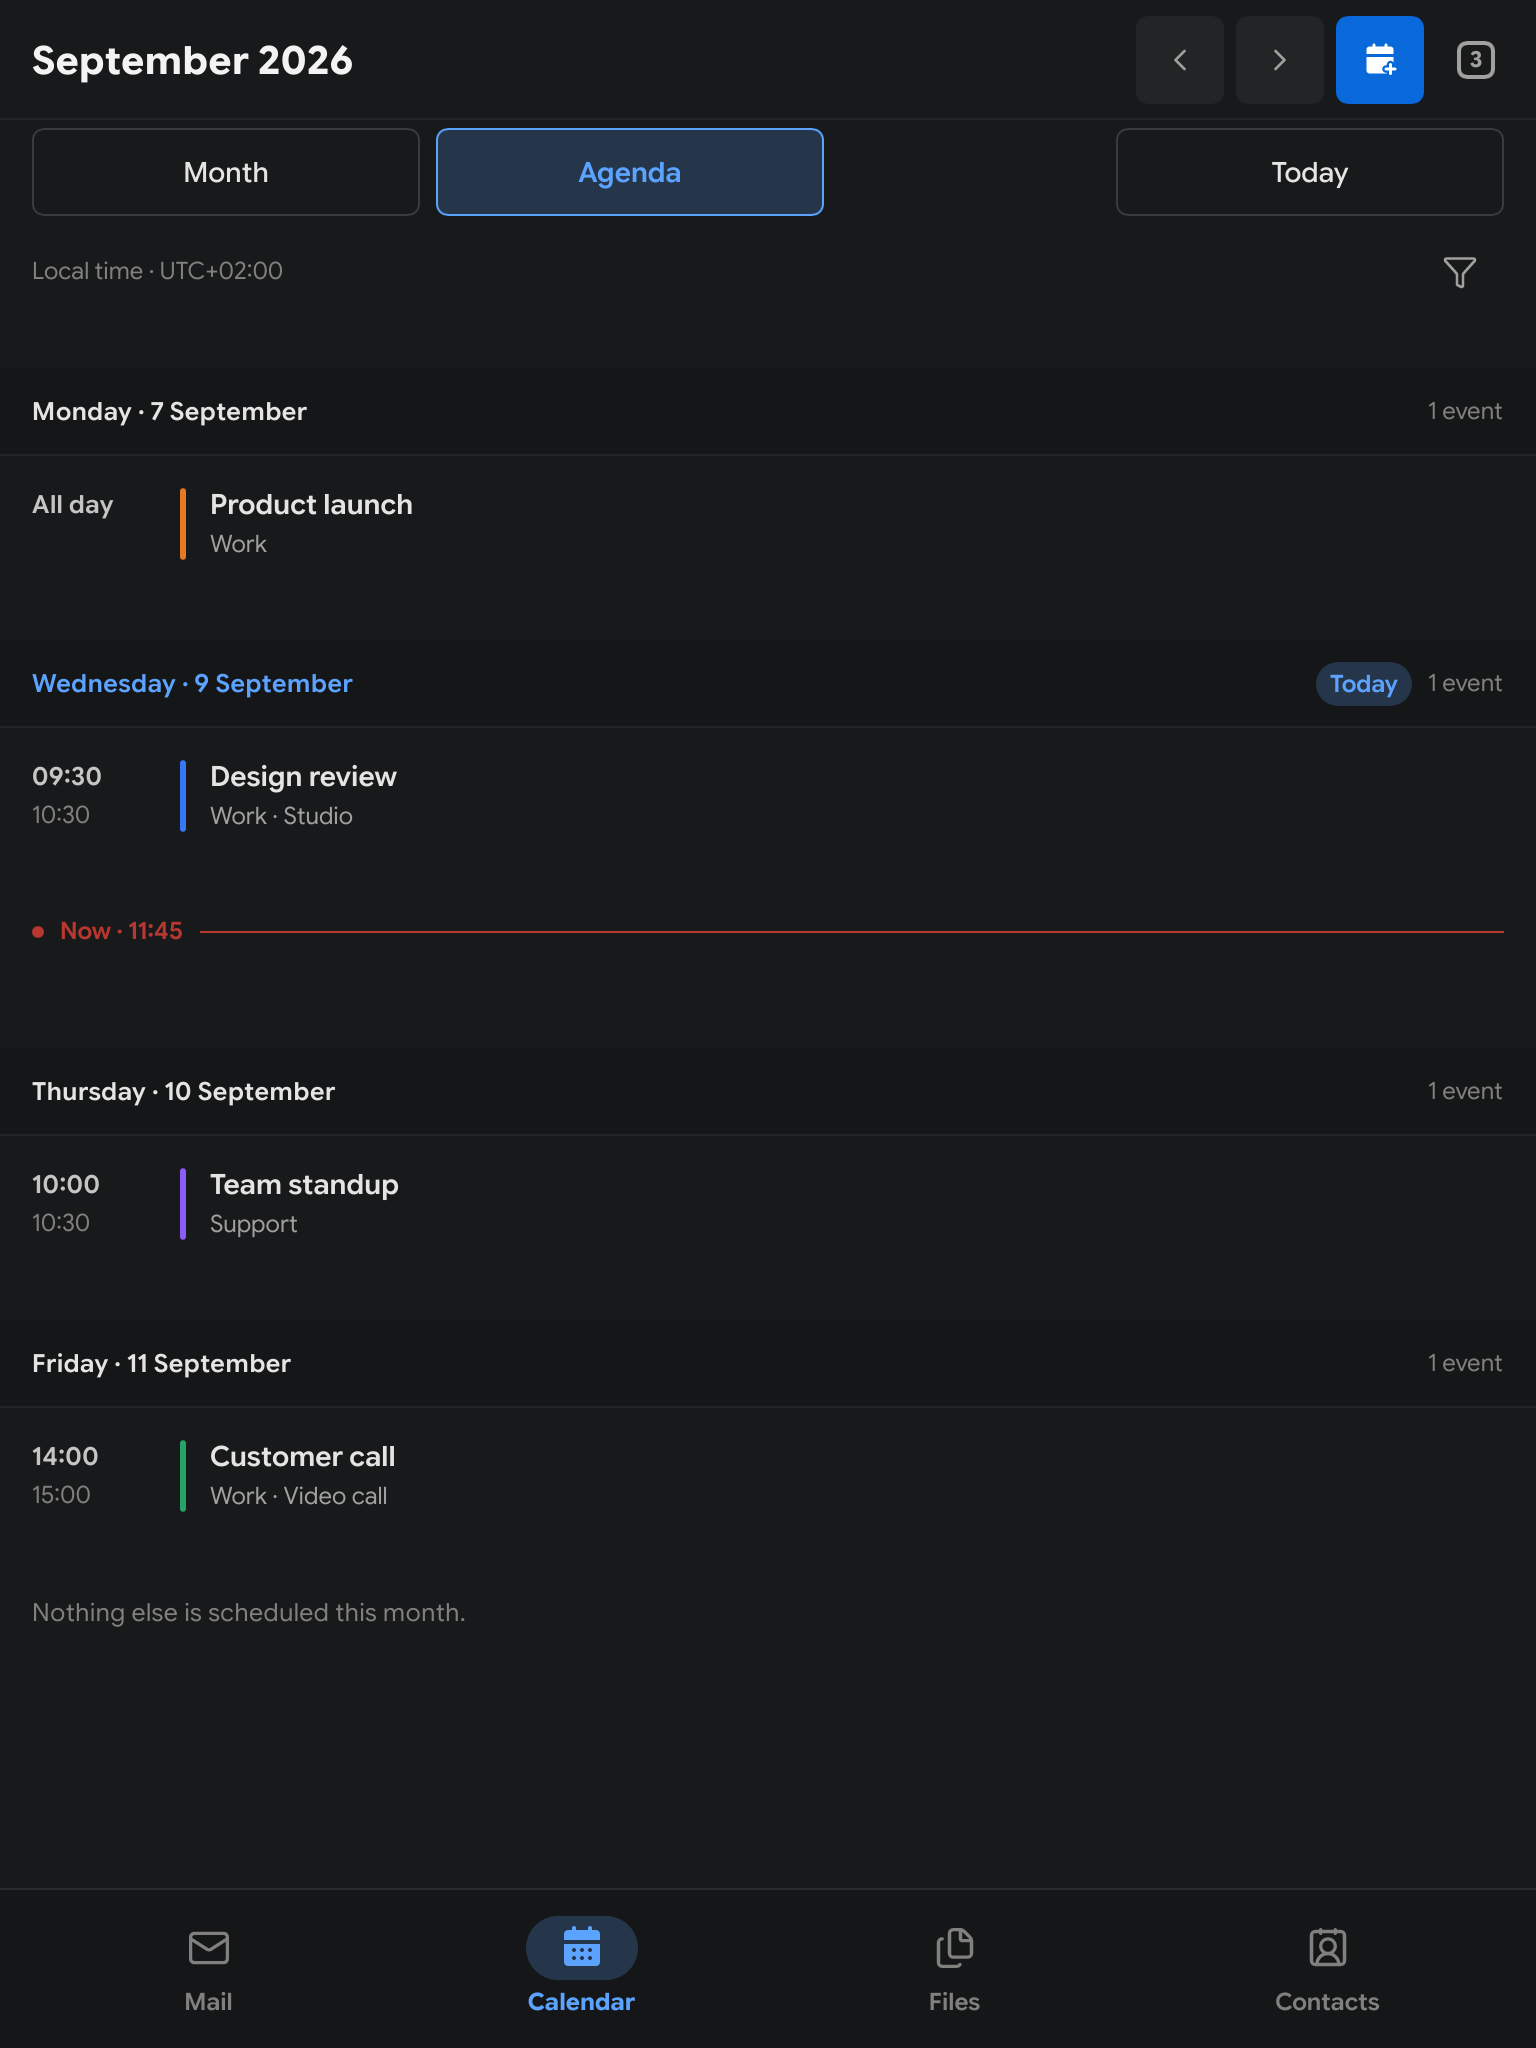 September 2026
3
Month
Agenda
Today
Local time · UTC+02:00
Monday · 7 September
1 event
All day
Product launch
Work
Wednesday · 9 September
Today
1 event
09:30
Design review
10:30
Work · Studio
Now · 11:45
Thursday · 10 September
1 event
10:00
Team standup
10:30
Support
Friday · 11 September
1 event
14:00
Customer call
15:00
Work · Video call
Nothing else is scheduled this month.
Mail
Calendar
Files
Contacts